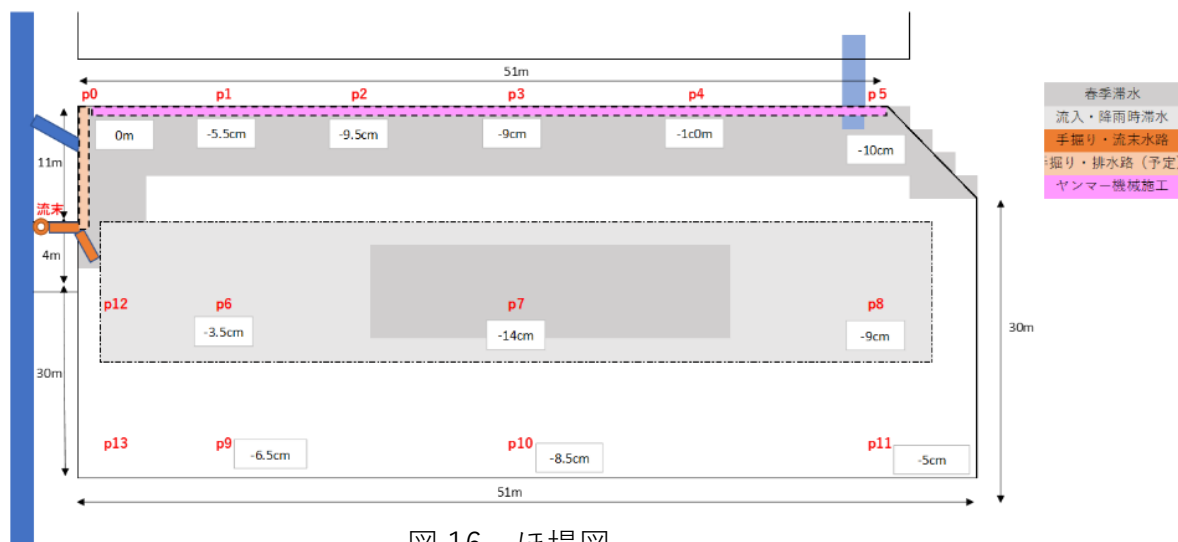 51m
p0
p1
p2
p3
p4
p5
0m
-5.5cm
-9.5cm
-9cm
-1c0m
-10cm
春季滞水
流入・降雨時滞水
手掘り・流末水路
掘り・排水路（予定
ヤンマー機械施工
11m
流末
4m
p12
p6
p7
p8
-3.5cm
-14cm
-9cm
30m
30m
p13
p9
p10
p11
-6.5cm
-8.5cm
-5cm
51m